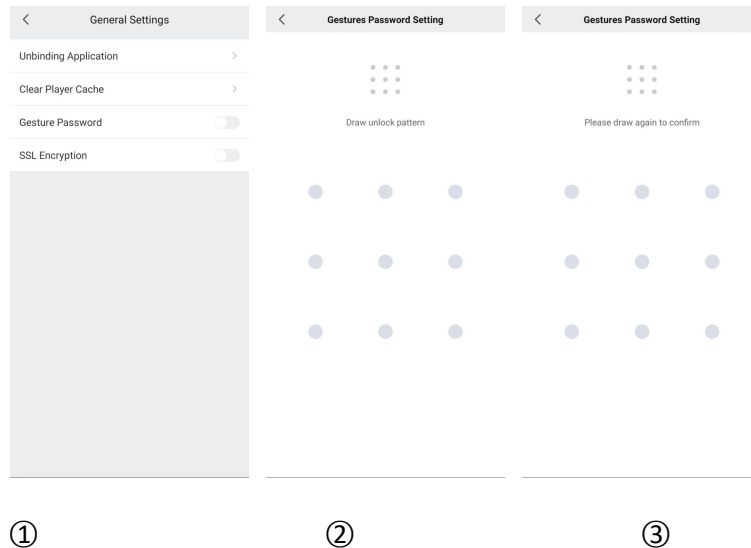 General Settings
Unbinding Application
Clear Player Cache
Gesture Password
SSL Encryption
Gestures Password Setting
Draw unlock pattern
Gestures Password Setting
Please draw again to confirm
① ② ③